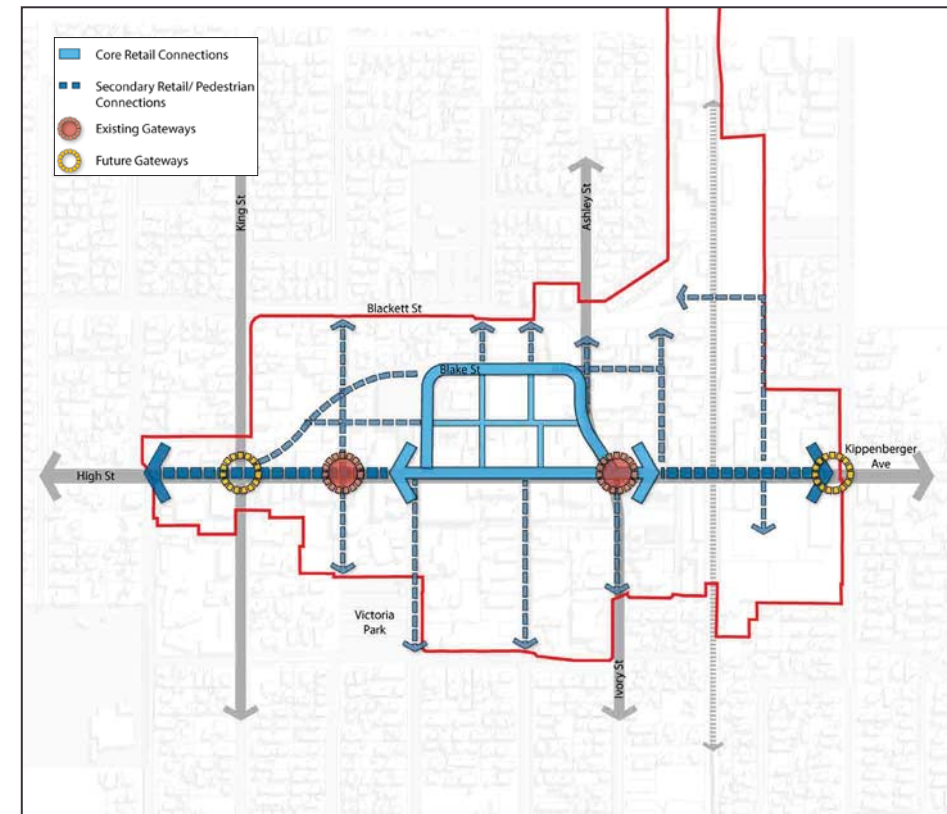 Core Retail Connections
Secondary Retail/ Pedestrian
Connections
Existing Gateways
Future Gateways
King St
Ashley St
Blackett St
Blake St
High St
Kippenberger
Ave
Victoria
Park
Ivory St